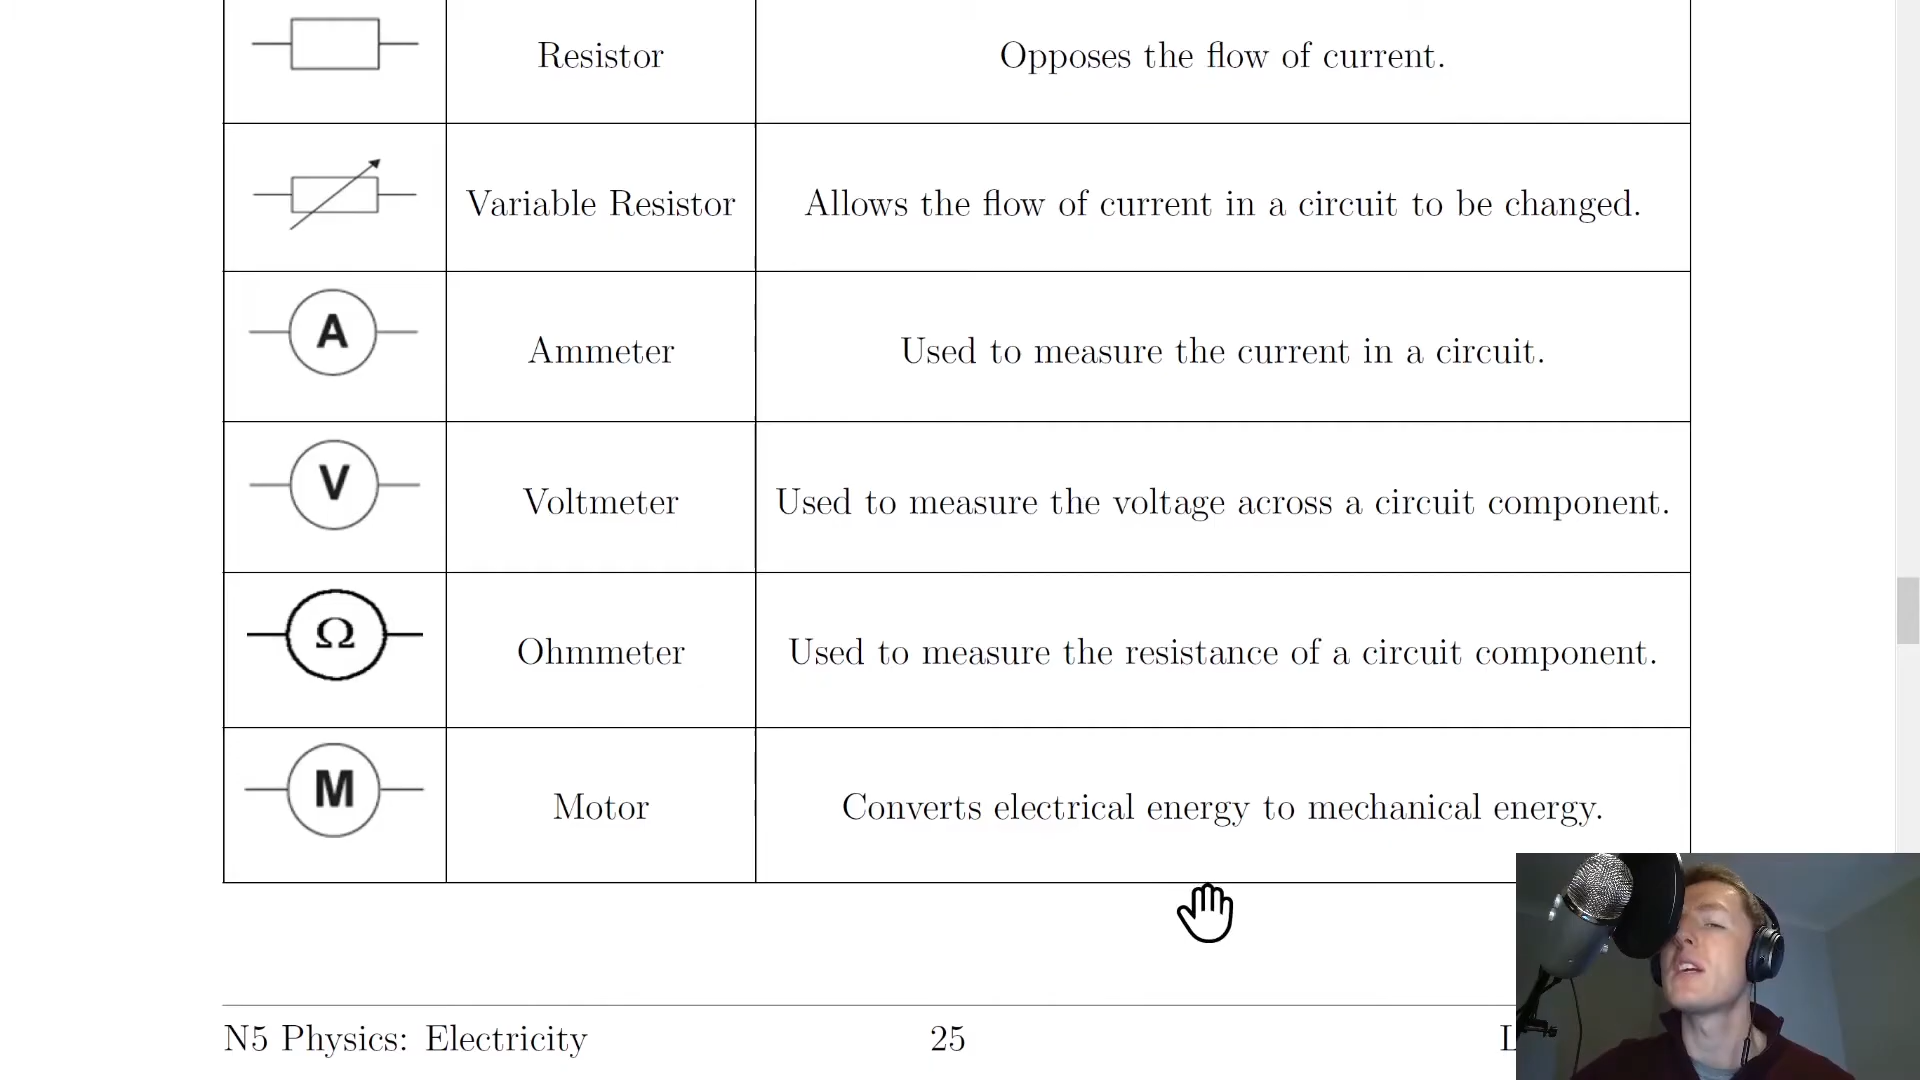 Resistor
Opposes the flow of current.
Variable Resistor
Allows the flow of current in a circuit to be changed.
A
Ammeter
Used to measure the current in a circuit.
V
Voltmeter
Used to measure the voltage across a circuit component.
Ω
Ohmmeter
Used to measure the resistance of a circuit component.
M
Motor
Converts electrical energy to mechanical energy.
N5 Physics: Electricity
25